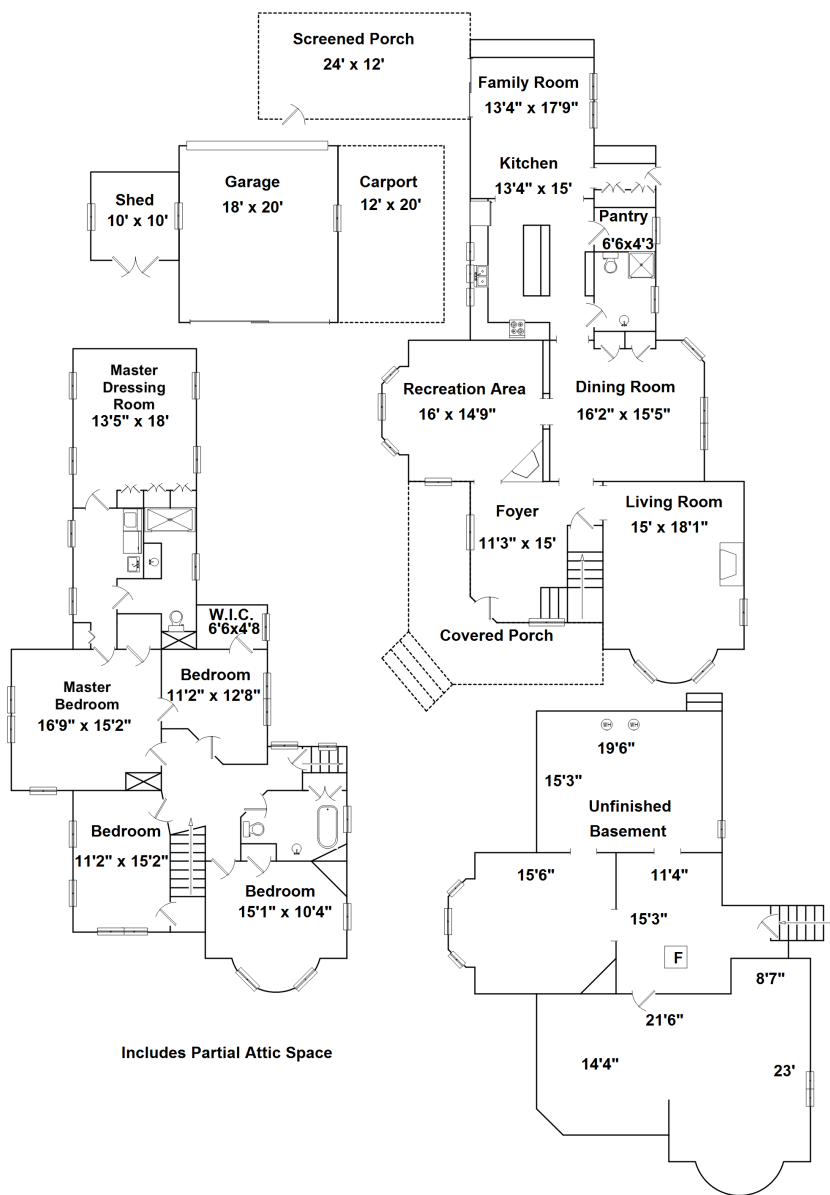 Screened Porch
24' x 12'
Family Room
13'4" x 17'9"
Kitchen
13'4" x 15'
Shed
10' x 10'
Garage
18' x 20'
Carport
12' x 20'
Pantry
6'6x4'3
Master
Dressing
Room
13'5" x 18'
Recreation Area
16' x 14'9"
Dining Room
16'2" x 15'5"
Foyer
11'3" x 15'
Living Room
15' x 18'1"
Covered Porch
W.I.C.
6'6x4'8
Bedroom
11'2" x 12'8"
Master
Bedroom
16'9" x 15'2"
Bedroom
11'2" x 15'2"
Bedroom
15'1" x 10'4"
WH
WH
19'6"
15'3"
Unfinished
Basement
15'6"
11'4"
15'3"
F
8'7"
21'6"
14'4"
23'
Includes Partial Attic Space